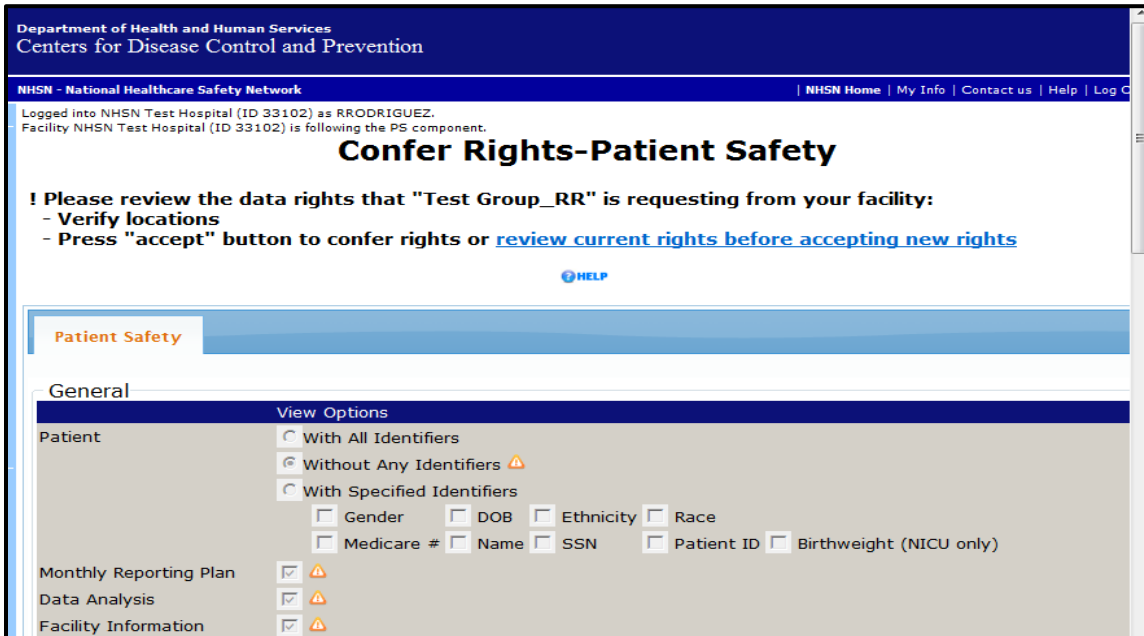 Department of Health and Human Services
Centers for Disease Control and Prevention
NHSN - National Healthcare Safety Network | NHSN Home | My Info | Contact us | Help | Log
Logged into NHSN Test Hospital (ID 33102) as RRODRIGUEZ.
Facility NHSN Test Hospital (ID 33102) is following the PS component.
Confer Rights-Patient Safety
! Please review the data rights that "Test Group_RR" is requesting from your facility:
- Verify locations
- Press "accept" button to confer rights or review current rights before accepting new rights
HELP
Patient Safety
General
View Options
Patient With All Identifiers
Without Any Identifiers
With Specified Identifiers
Gender DOB Ethnicity Race
Medicare # Name SSN Patient ID Birthweight (NICU only)
Monthly Reporting Plan
Data Analysis
Facility Information